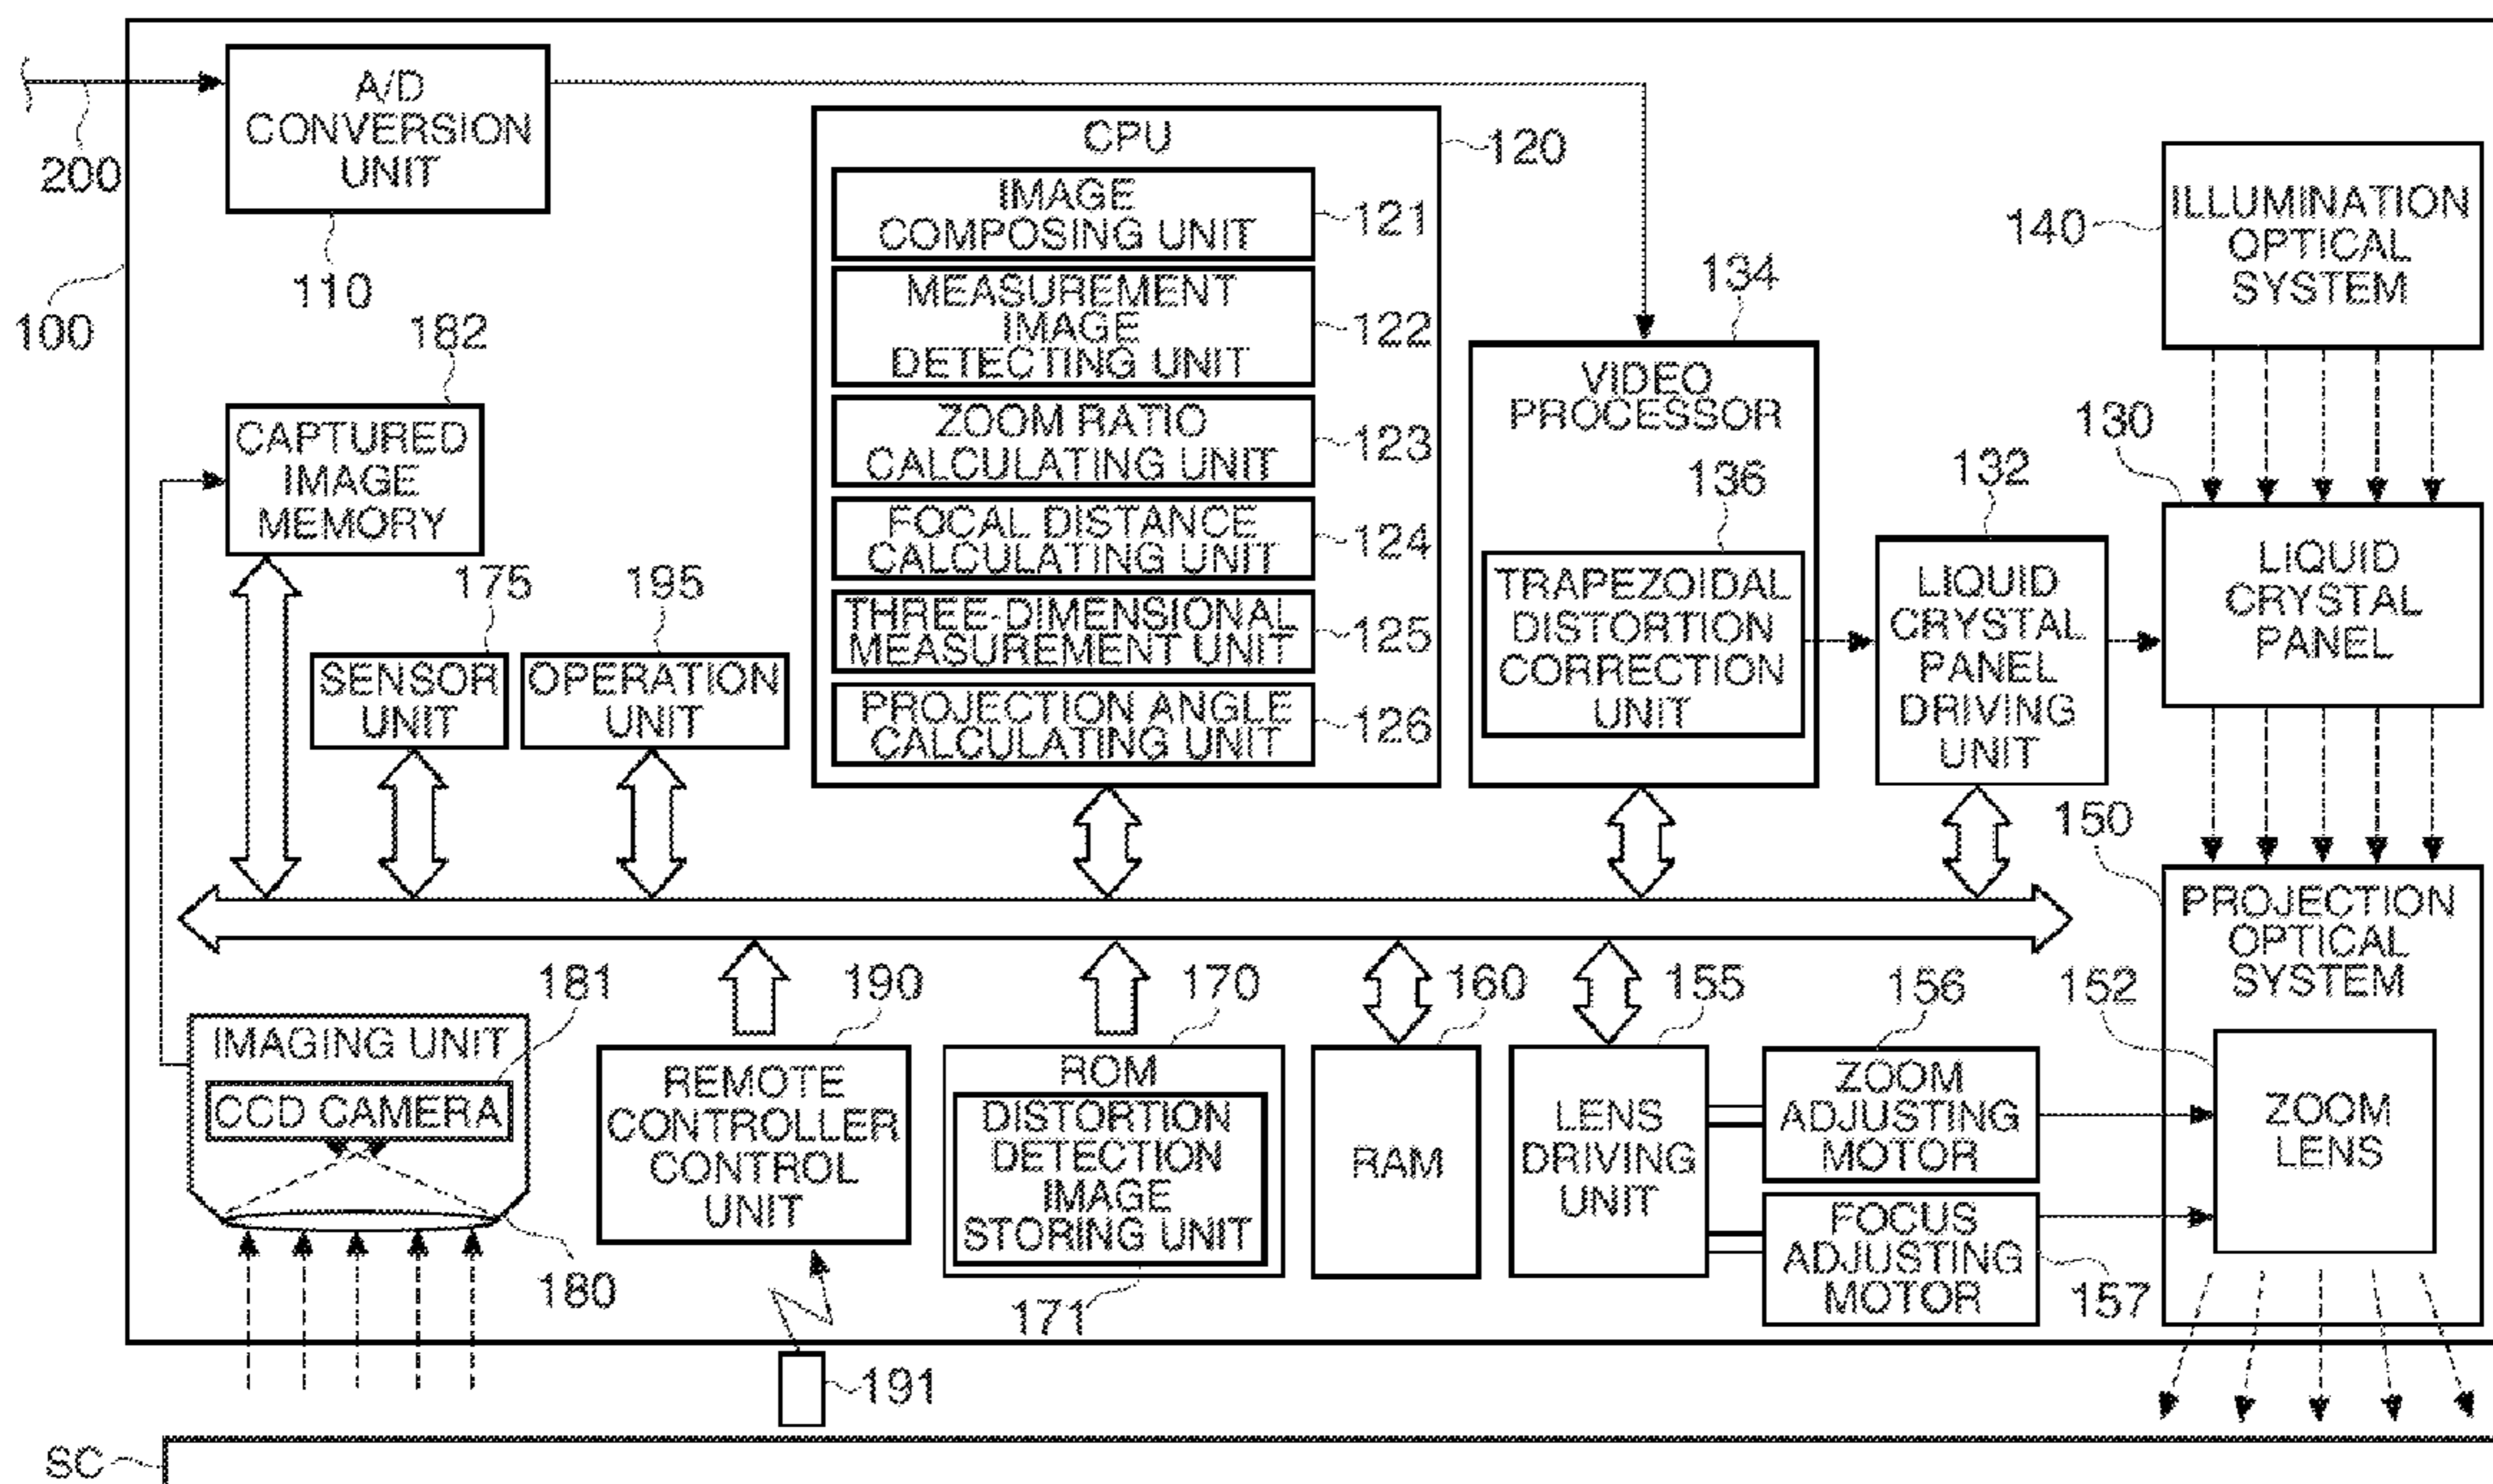 A/D
CONVERSION
UNIT
200
110
100
CPU
120
IMAGE
COMPOSING UNIT
121
MEASUREMENT
IMAGE
DETECTING UNIT
122
ZOOM RATIO
CALCULATING UNIT
123
FOCAL DISTANCE
CALCULATING UNIT
124
THREE-DIMENSIONAL
MEASUREMENT UNIT
125
PROJECTION ANGLE
CALCULATING UNIT
126
134
VIDEO
PROCESSOR
136
TRAPEZOIDAL
DISTORTION
CORRECTION
UNIT
132
LIQUID
CRYSTAL
PANEL
DRIVING
UNIT
140
ILLUMINATION
OPTICAL
SYSTEM
130
LIQUID
CRYSTAL
PANEL
182
CAPTURED
IMAGE
MEMORY
175
SENSOR
UNIT
195
OPERATION
UNIT
150
PROJECTION
OPTICAL
SYSTEM
152
ZOOM
LENS
181
IMAGING UNIT
CCD CAMERA
180
190
REMOTE
CONTROLLER
CONTROL
UNIT
170
ROM
DISTORTION
DETECTION
IMAGE
STORING UNIT
171
160
RAM
155
LENS
DRIVING
UNIT
156
ZOOM
ADJUSTING
MOTOR
FOCUS
ADJUSTING
MOTOR
157
191
SC